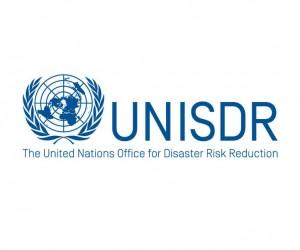 UNISDR
The United Nations Office for Disaster Risk Reduction